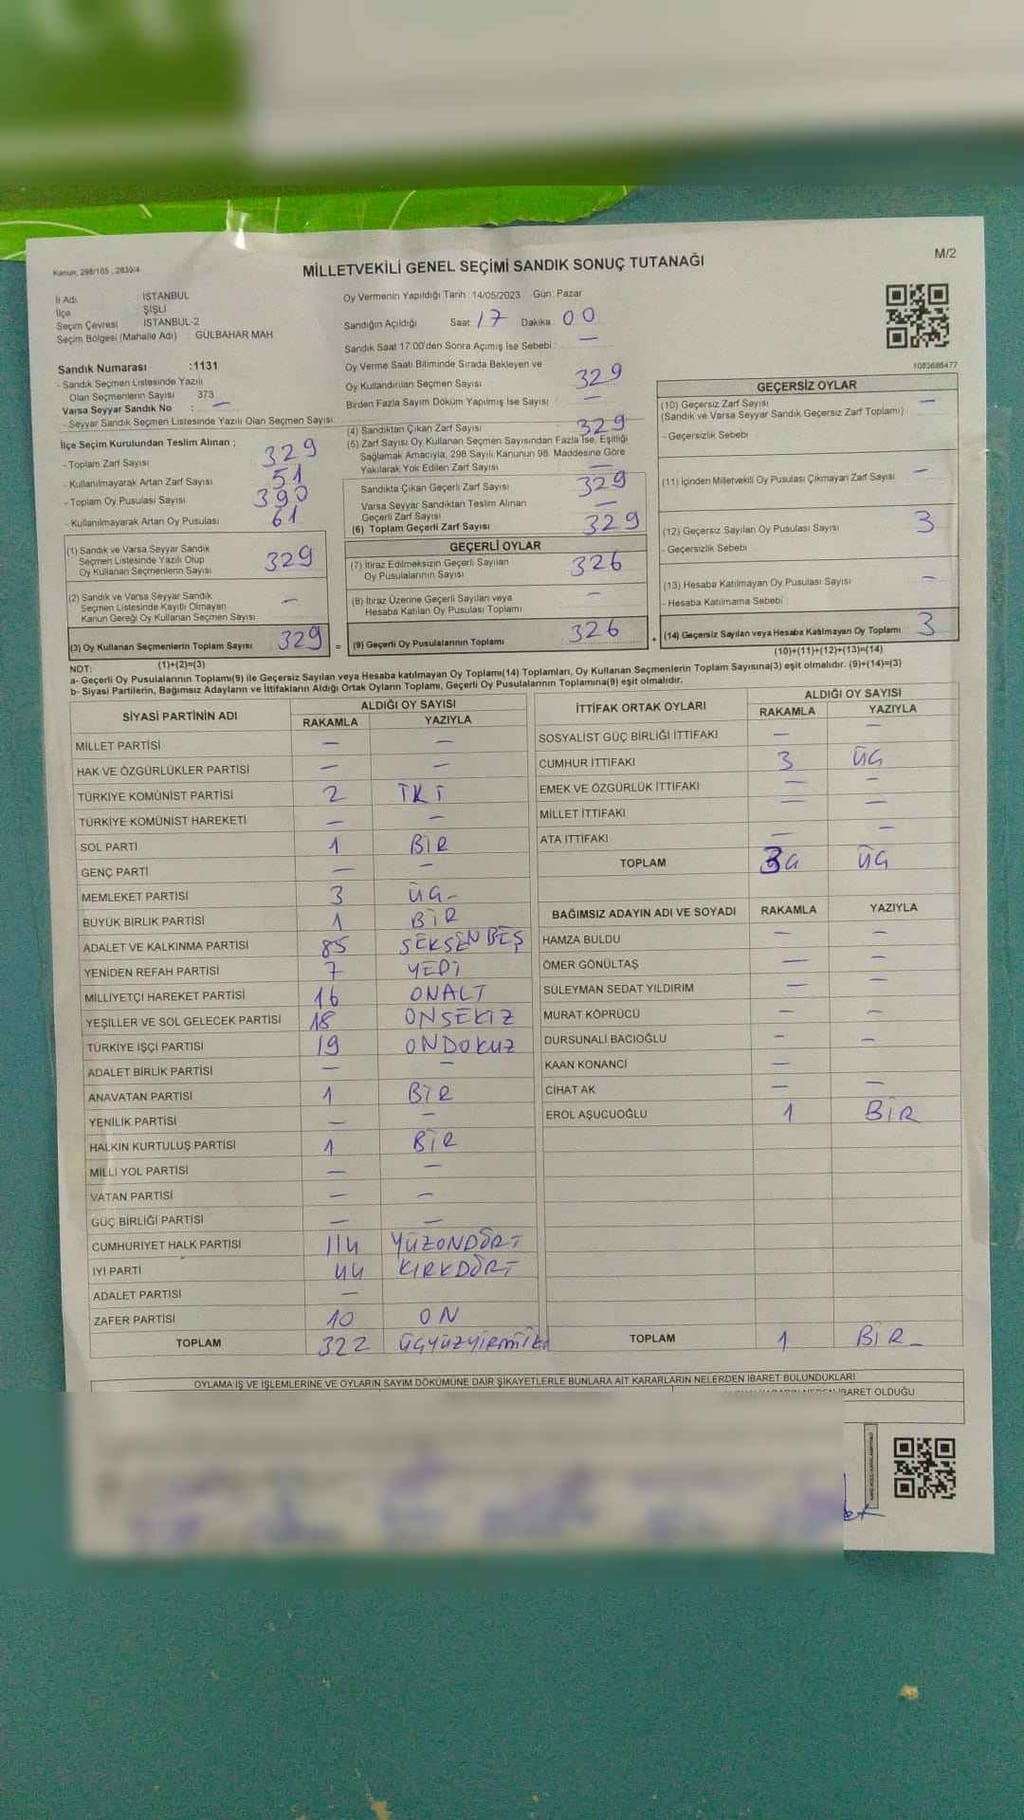 Kanun, 298/105 , 2839/4
MİLLETVEKİLİ GENEL SEÇİMİ SANDIK SONUÇ TUTANAĞI
M/2
İl Adı İSTANBUL
İlçe ŞİŞLİ
Seçim Çevresi İSTANBUL-2
Seçim Bölgesi (Mahalle Adı) GÜLBAHAR MAH
Oy Vermenin Yapıldığı Tarih 14/05/2023 Gün: Pazar
Sandığın Açıldığı Saat 17 Dakika 00
Sandık Saat 17:00'den Sonra Açılmış İse Sebebi : —
Sandık Numarası :1131
- Sandık Seçmen Listesinde Yazılı
Olan Seçmenlerin Sayısı 373
Varsa Seyyar Sandık No : —
- Seyyar Sandık Seçmen Listesinde Yazılı Olan Seçmen Sayısı:
Oy Verme Saati Bitiminde Sırada Bekleyen ve
Oy Kullandırılan Seçmen Sayısı 329
Birden Fazla Sayım Döküm Yapılmış İse Sayısı —
1083686477
İlçe Seçim Kurulundan Teslim Alınan ;
- Toplam Zarf Sayısı 329
- Kullanılmayarak Artan Zarf Sayısı 51
- Toplam Oy Pusulası Sayısı 390
- Kullanılmayarak Artan Oy Pusulası 61
(4) Sandıktan Çıkan Zarf Sayısı 329
(5) Zarf Sayısı Oy Kullanan Seçmen Sayısından Fazla İse, Eşitliği
Sağlamak Amacıyla, 298 Sayılı Kanunun 98. Maddesine Göre
Yakılarak Yok Edilen Zarf Sayısı —
Sandıkta Çıkan Geçerli Zarf Sayısı 329
Varsa Seyyar Sandıktan Teslim Alınan
Geçerli Zarf Sayısı —
(6) Toplam Geçerli Zarf Sayısı 329
GEÇERSİZ OYLAR
(10) Geçersiz Zarf Sayısı —
(Sandık ve Varsa Seyyar Sandık Geçersiz Zarf Toplamı)
- Geçersizlik Sebebi
(11) İçinden Milletvekili Oy Pusulası Çıkmayan Zarf Sayısı —
(12) Geçersiz Sayılan Oy Pusulası Sayısı 3
- Geçersizlik Sebebi
(13) Hesaba Katılmayan Oy Pusulası Sayısı —
- Hesaba Katılmama Sebebi
(14) Geçersiz Sayılan veya Hesaba Katılmayan Oy Toplamı 3
(10)+(11)+(12)+(13)=(14)
(1) Sandık ve Varsa Seyyar Sandık
Seçmen Listesinde Yazılı Olup
Oy Kullanan Seçmenlerin Sayısı 329
(2) Sandık ve Varsa Seyyar Sandık
Seçmen Listesinde Kayıtlı Olmayan
Kanun Gereği Oy Kullanan Seçmen Sayısı —
(3) Oy Kullanan Seçmenlerin Toplam Sayısı 329 =
(1)+(2)=(3)
GEÇERLİ OYLAR
(7) İtiraz Edilmeksizin Geçerli Sayılan
Oy Pusulalarının Sayısı 326
(8) İtiraz Üzerine Geçerli Sayılan veya
Hesaba Katılan Oy Pusulası Toplamı —
(9) Geçerli Oy Pusulalarının Toplamı 326 +
NOT:
a- Geçerli Oy Pusulalarının Toplamı(9) ile Geçersiz Sayılan veya Hesaba katılmayan Oy Toplamı(14) Toplamları, Oy Kullanan Seçmenlerin Toplam Sayısına(3) eşit olmalıdır. (9)+(14)=(3)
b- Siyasi Partilerin, Bağımsız Adayların ve İttifakların Aldığı Ortak Oyların Toplamı, Geçerli Oy Pusulalarının Toplamına(9) eşit olmalıdır.
SİYASİ PARTİNİN ADI ALDIĞI OY SAYISI
RAKAMLA YAZIYLA
MİLLET PARTİSİ — —
HAK VE ÖZGÜRLÜKLER PARTİSİ — —
TÜRKİYE KOMÜNİST PARTİSİ 2 İKİ
TÜRKİYE KOMÜNİST HAREKETİ — —
SOL PARTİ 1 BİR
GENÇ PARTİ — —
MEMLEKET PARTİSİ 3 ÜÇ-
BÜYÜK BİRLİK PARTİSİ 1 BİR
ADALET VE KALKINMA PARTİSİ 85 SEKSENBEŞ
YENİDEN REFAH PARTİSİ 7 YEDİ
MİLLİYETÇİ HAREKET PARTİSİ 16 ONALTI
YEŞİLLER VE SOL GELECEK PARTİSİ 18 ONSEKİZ
TÜRKİYE İŞÇİ PARTİSİ 19 ONDOKUZ
ADALET BİRLİK PARTİSİ — —
ANAVATAN PARTİSİ 1 BİR
YENİLİK PARTİSİ — —
HALKIN KURTULUŞ PARTİSİ 1 BİR
MİLLİ YOL PARTİSİ — —
VATAN PARTİSİ — —
GÜÇ BİRLİĞİ PARTİSİ — —
CUMHURİYET HALK PARTİSİ 114 YÜZONDÖRT
İYİ PARTİ 44 KIRKDÖRT
ADALET PARTİSİ —
ZAFER PARTİSİ 10 ON
TOPLAM 322 ÜÇYÜZYİRMİİKİ
İTTİFAK ORTAK OYLARI ALDIĞI OY SAYISI
RAKAMLA YAZIYLA
SOSYALİST GÜÇ BİRLİĞİ İTTİFAKI — —
CUMHUR İTTİFAKI 3 ÜÇ
EMEK VE ÖZGÜRLÜK İTTİFAKI — —
MİLLET İTTİFAKI — —
ATA İTTİFAKI — —
TOPLAM 3 ÜÇ
BAĞIMSIZ ADAYIN ADI VE SOYADI RAKAMLA YAZIYLA
HAMZA BULDU — —
ÖMER GÖNÜLTAŞ — —
SÜLEYMAN SEDAT YILDIRIM — —
MURAT KÖPRÜCÜ — —
DURSUNALİ BACIOĞLU — —
KAAN KONANCİ —
CİHAT AK — —
EROL AŞUCUOĞLU 1 BİR
TOPLAM 1 BİR
OYLAMA İŞ VE İŞLEMLERİNE VE OYLARIN SAYIM DÖKÜMÜNE DAİR ŞİKAYETLERLE BUNLARA AİT KARARLARIN NELERDEN İBARET BULUNDUKLARI
OLDUĞU